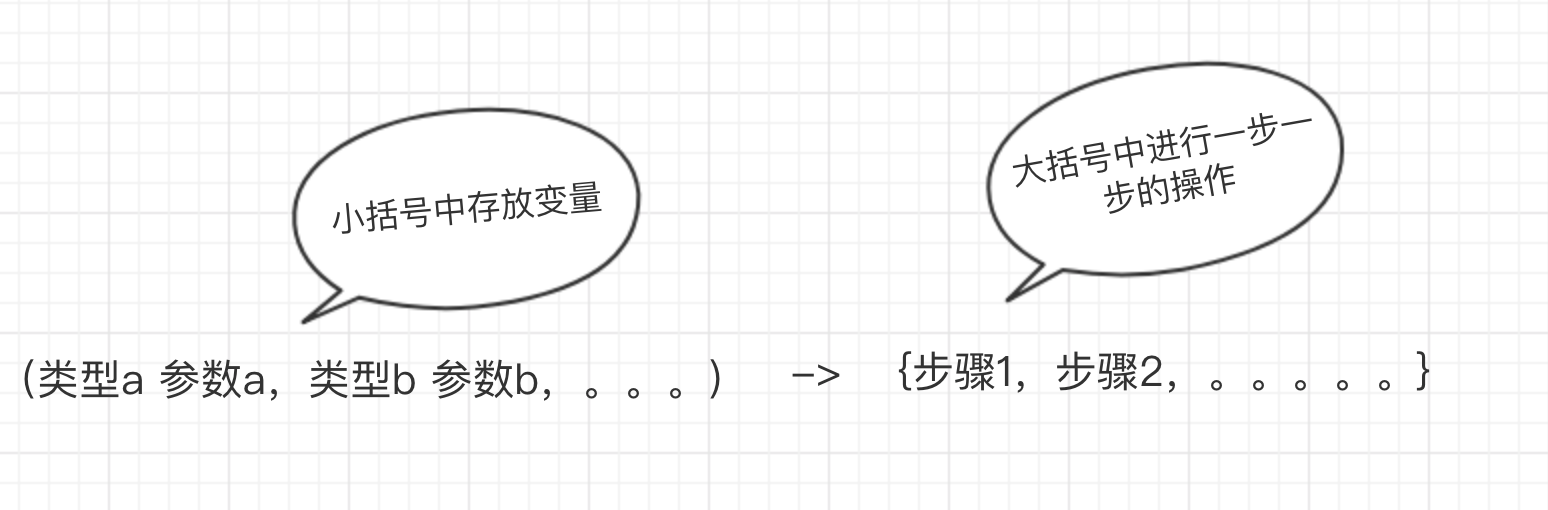 小括号中存放变量
大括号中进行一步一
步的操作
(类型a 参数a，类型b 参数b，。。。) -> {步骤1，步骤2，。。。。。}